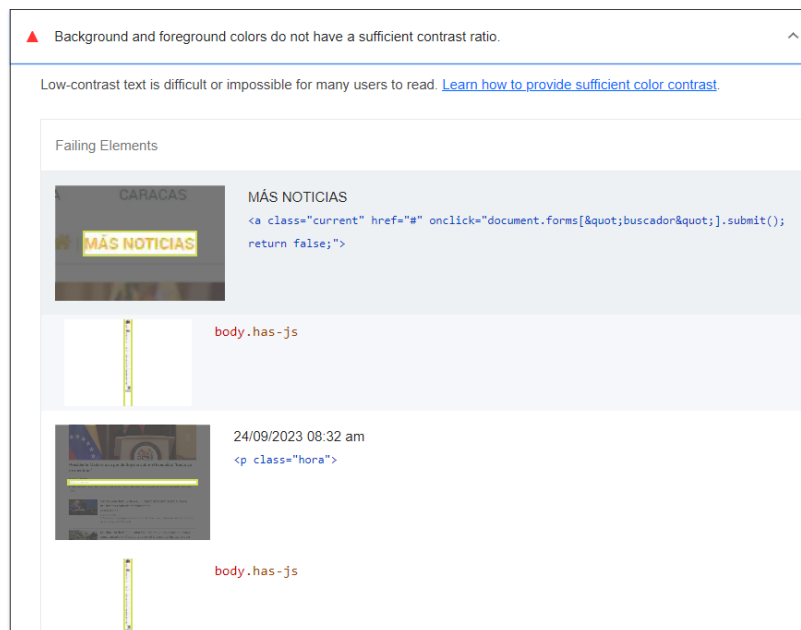 Background and foreground colors do not have a sufficient contrast ratio.
Low-contrast text is difficult or impossible for many users to read. Learn how to provide sufficient color contrast.
Failing Elements
CARACAS
MÁS NOTICIAS
MÁS NOTICIAS
<a class="current" href="#" onclick="document.forms[&quot;buscador&quot;].submit();
return false;">
body.has-js
24/09/2023 08:32 am
<p class="hora">
body.has-js